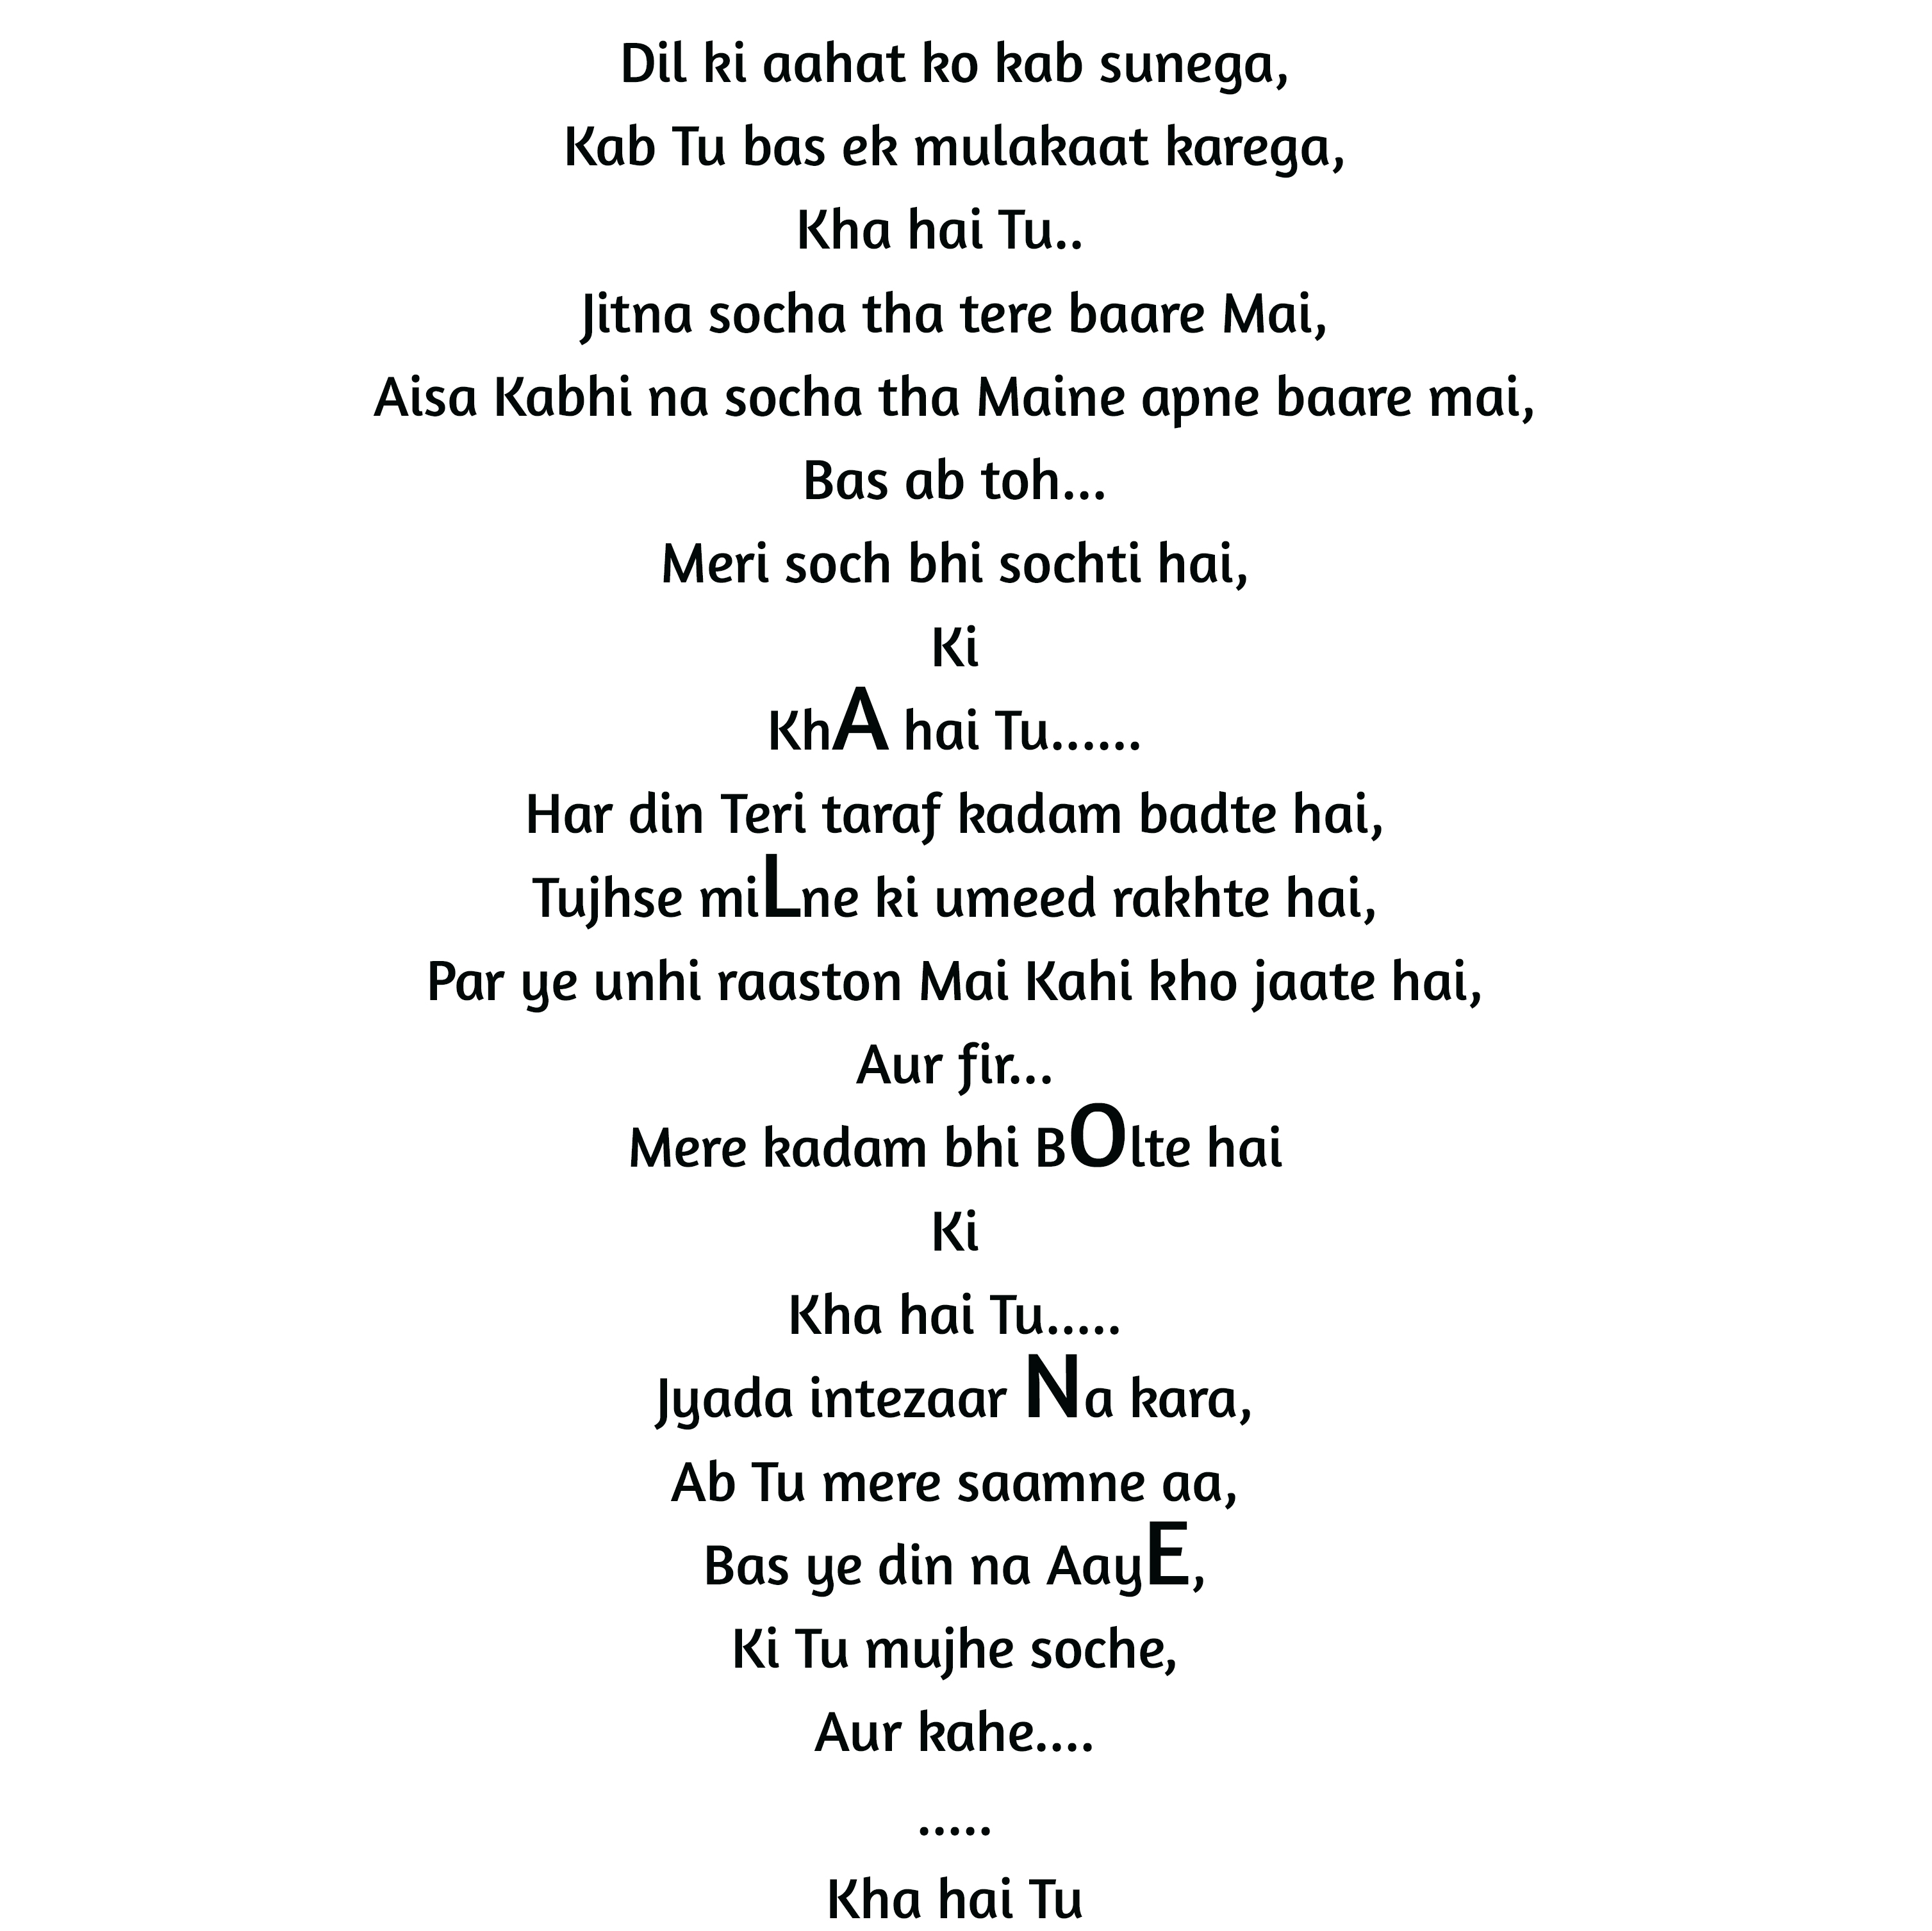 Dil ki aahat ko kab sunega,
Kab Tu bas ek mulakaat karega,
Kha hai Tu..
Jitna socha tha tere baare Mai,
Aisa Kabhi na socha tha Maine apne baare mai,
Bas ab toh...
Meri soch bhi sochti hai,
Ki
KhA hai Tu......
Har din Teri taraf kadam badte hai,
Tujhse miLne ki umeed rakhte hai,
Par ye unhi raaston Mai Kahi kho jaate hai,
Aur fir...
Mere kadam bhi BOlte hai
Ki
Kha hai Tu.....
Jyada intezaar Na kara,
Ab Tu mere saamne aa,
Bas ye din na AayE,
Ki Tu mujhe soche,
Aur kahe....
.....
Kha hai Tu